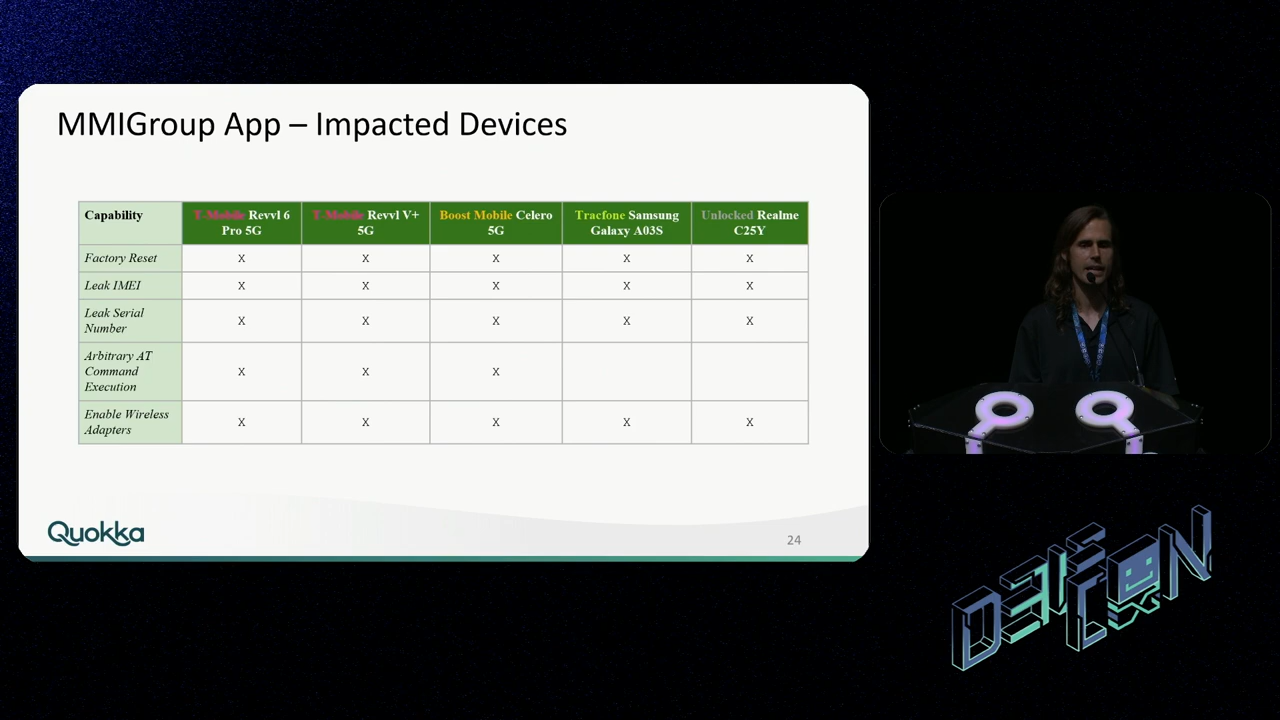 MMIGroup App – Impacted Devices
Capability
T-Mobile Revvl 6
Pro 5G
T-Mobile Revvl V+
5G
Boost Mobile Celero
5G
Tracfone Samsung
Galaxy A03S
Unlocked Realme
C25Y
Factory Reset
X X X X X
Leak IMEI
X X X X X
Leak Serial
Number
X X X X X
Arbitrary AT
Command
Execution
X X X
Enable Wireless
Adapters
X X X X X
Quokka
24
DEF
CON